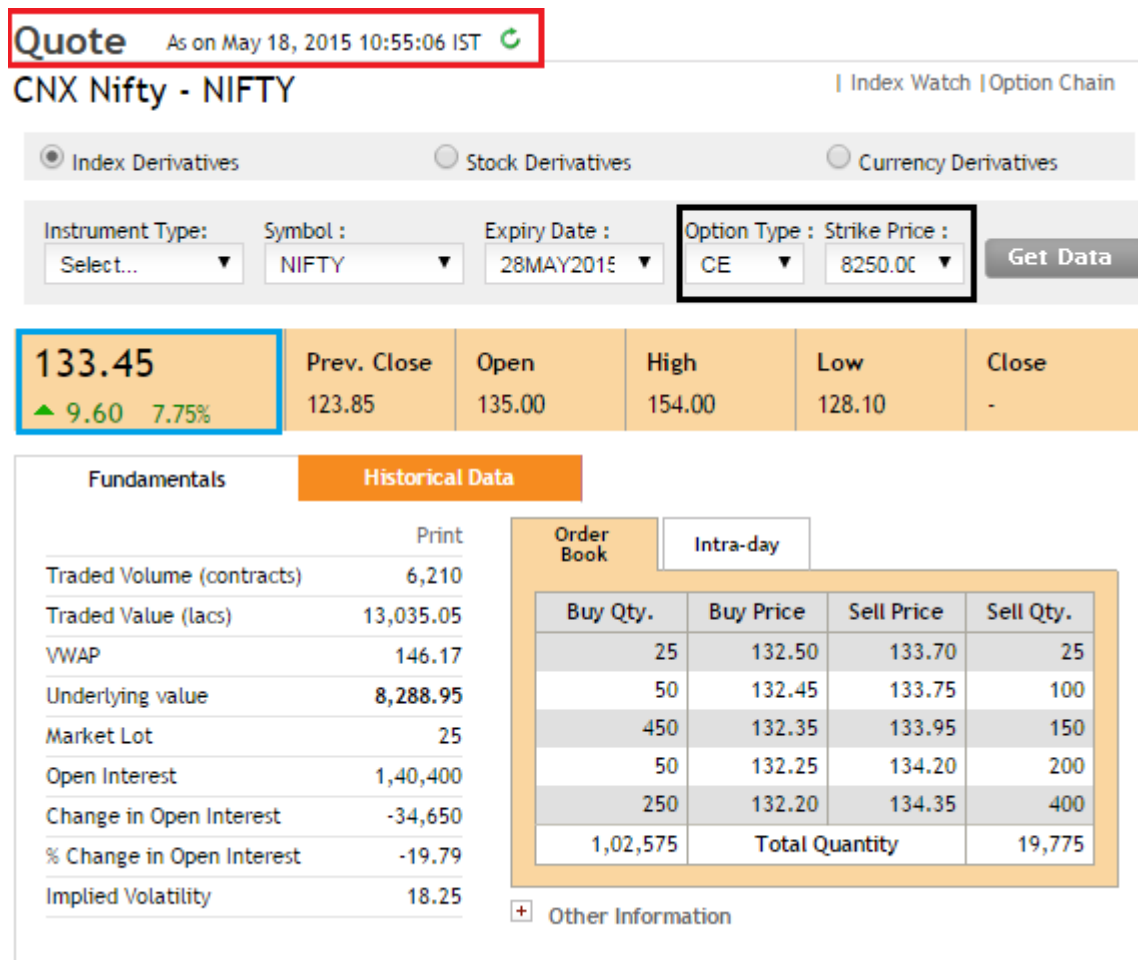 Quote As on May 18, 2015 10:55:06 IST
CNX Nifty - NIFTY
| Index Watch | Option Chain
Index Derivatives Stock Derivatives Currency Derivatives
Instrument Type: Symbol : Expiry Date : Option Type : Strike Price :
Select... NIFTY 28MAY2015 CE 8250.00 Get Data
133.45 Prev. Close Open High Low Close
9.60 7.75% 123.85 135.00 154.00 128.10 -
Fundamentals Historical Data
Print
Traded Volume (contracts) 6,210
Traded Value (lacs) 13,035.05
VWAP 146.17
Underlying value 8,288.95
Market Lot 25
Open Interest 1,40,400
Change in Open Interest -34,650
% Change in Open Interest -19.79
Implied Volatility 18.25
Order
Book
Intra-day
Buy Qty. Buy Price Sell Price Sell Qty.
25 132.50 133.70 25
50 132.45 133.75 100
450 132.35 133.95 150
50 132.25 134.20 200
250 132.20 134.35 400
1,02,575 Total Quantity 19,775
+ Other Information